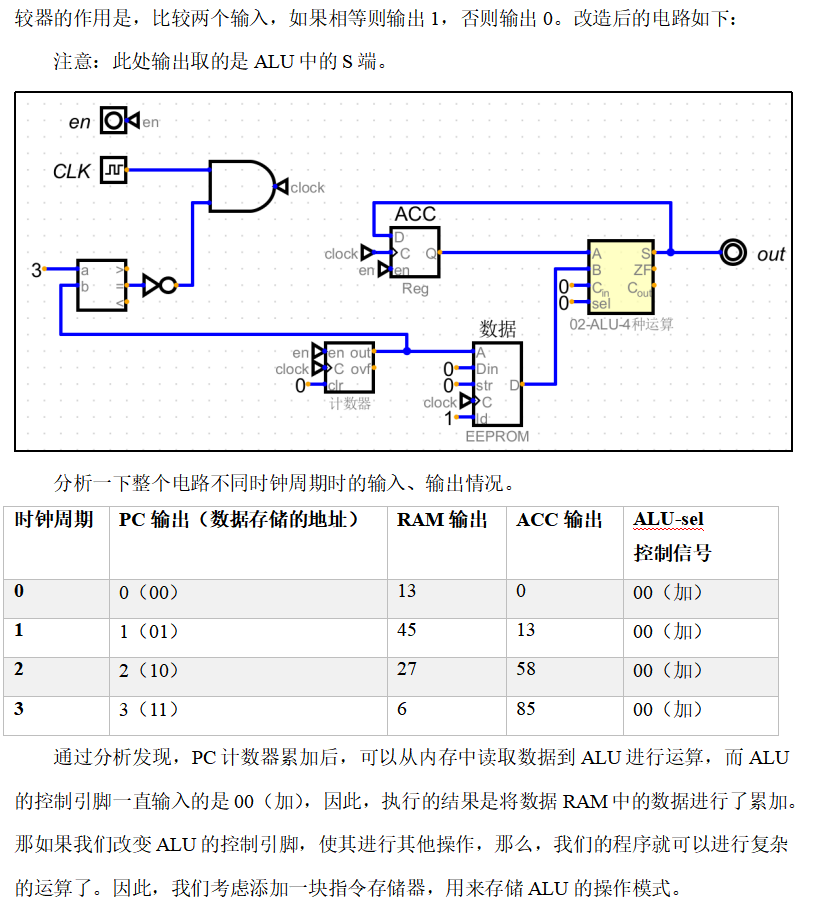 较器的作用是，比较两个输入，如果相等则输出 1，否则输出 0。改造后的电路如下：
注意：此处输出取的是 ALU 中的 S 端。
en en
CLK
clock
ACC
D
clock C Q
en en
Reg
3 a >
b =
<
A S
B ZF
0 Cin Cout
0 sel
02-ALU-4种运算
out
数据
en en out
clock C ovf
0 clr
计数器
A
0 Din
0 str D
clock C
1 ld
EEPROM
分析一下整个电路不同时钟周期时的输入、输出情况。
时钟周期 PC 输出（数据存储的地址） RAM 输出 ACC 输出 ALU-sel
控制信号
0 0（00） 13 0 00（加）
1 1（01） 45 13 00（加）
2 2（10） 27 58 00（加）
3 3（11） 6 85 00（加）
通过分析发现，PC 计数器累加后，可以从内存中读取数据到 ALU 进行运算，而 ALU
的控制引脚一直输入的是 00（加），因此，执行的结果是将数据 RAM 中的数据进行了累加。
那如果我们改变 ALU 的控制引脚，使其进行其他操作，那么，我们的程序就可以进行复杂
的运算了。因此，我们考虑添加一块指令存储器，用来存储 ALU 的操作模式。